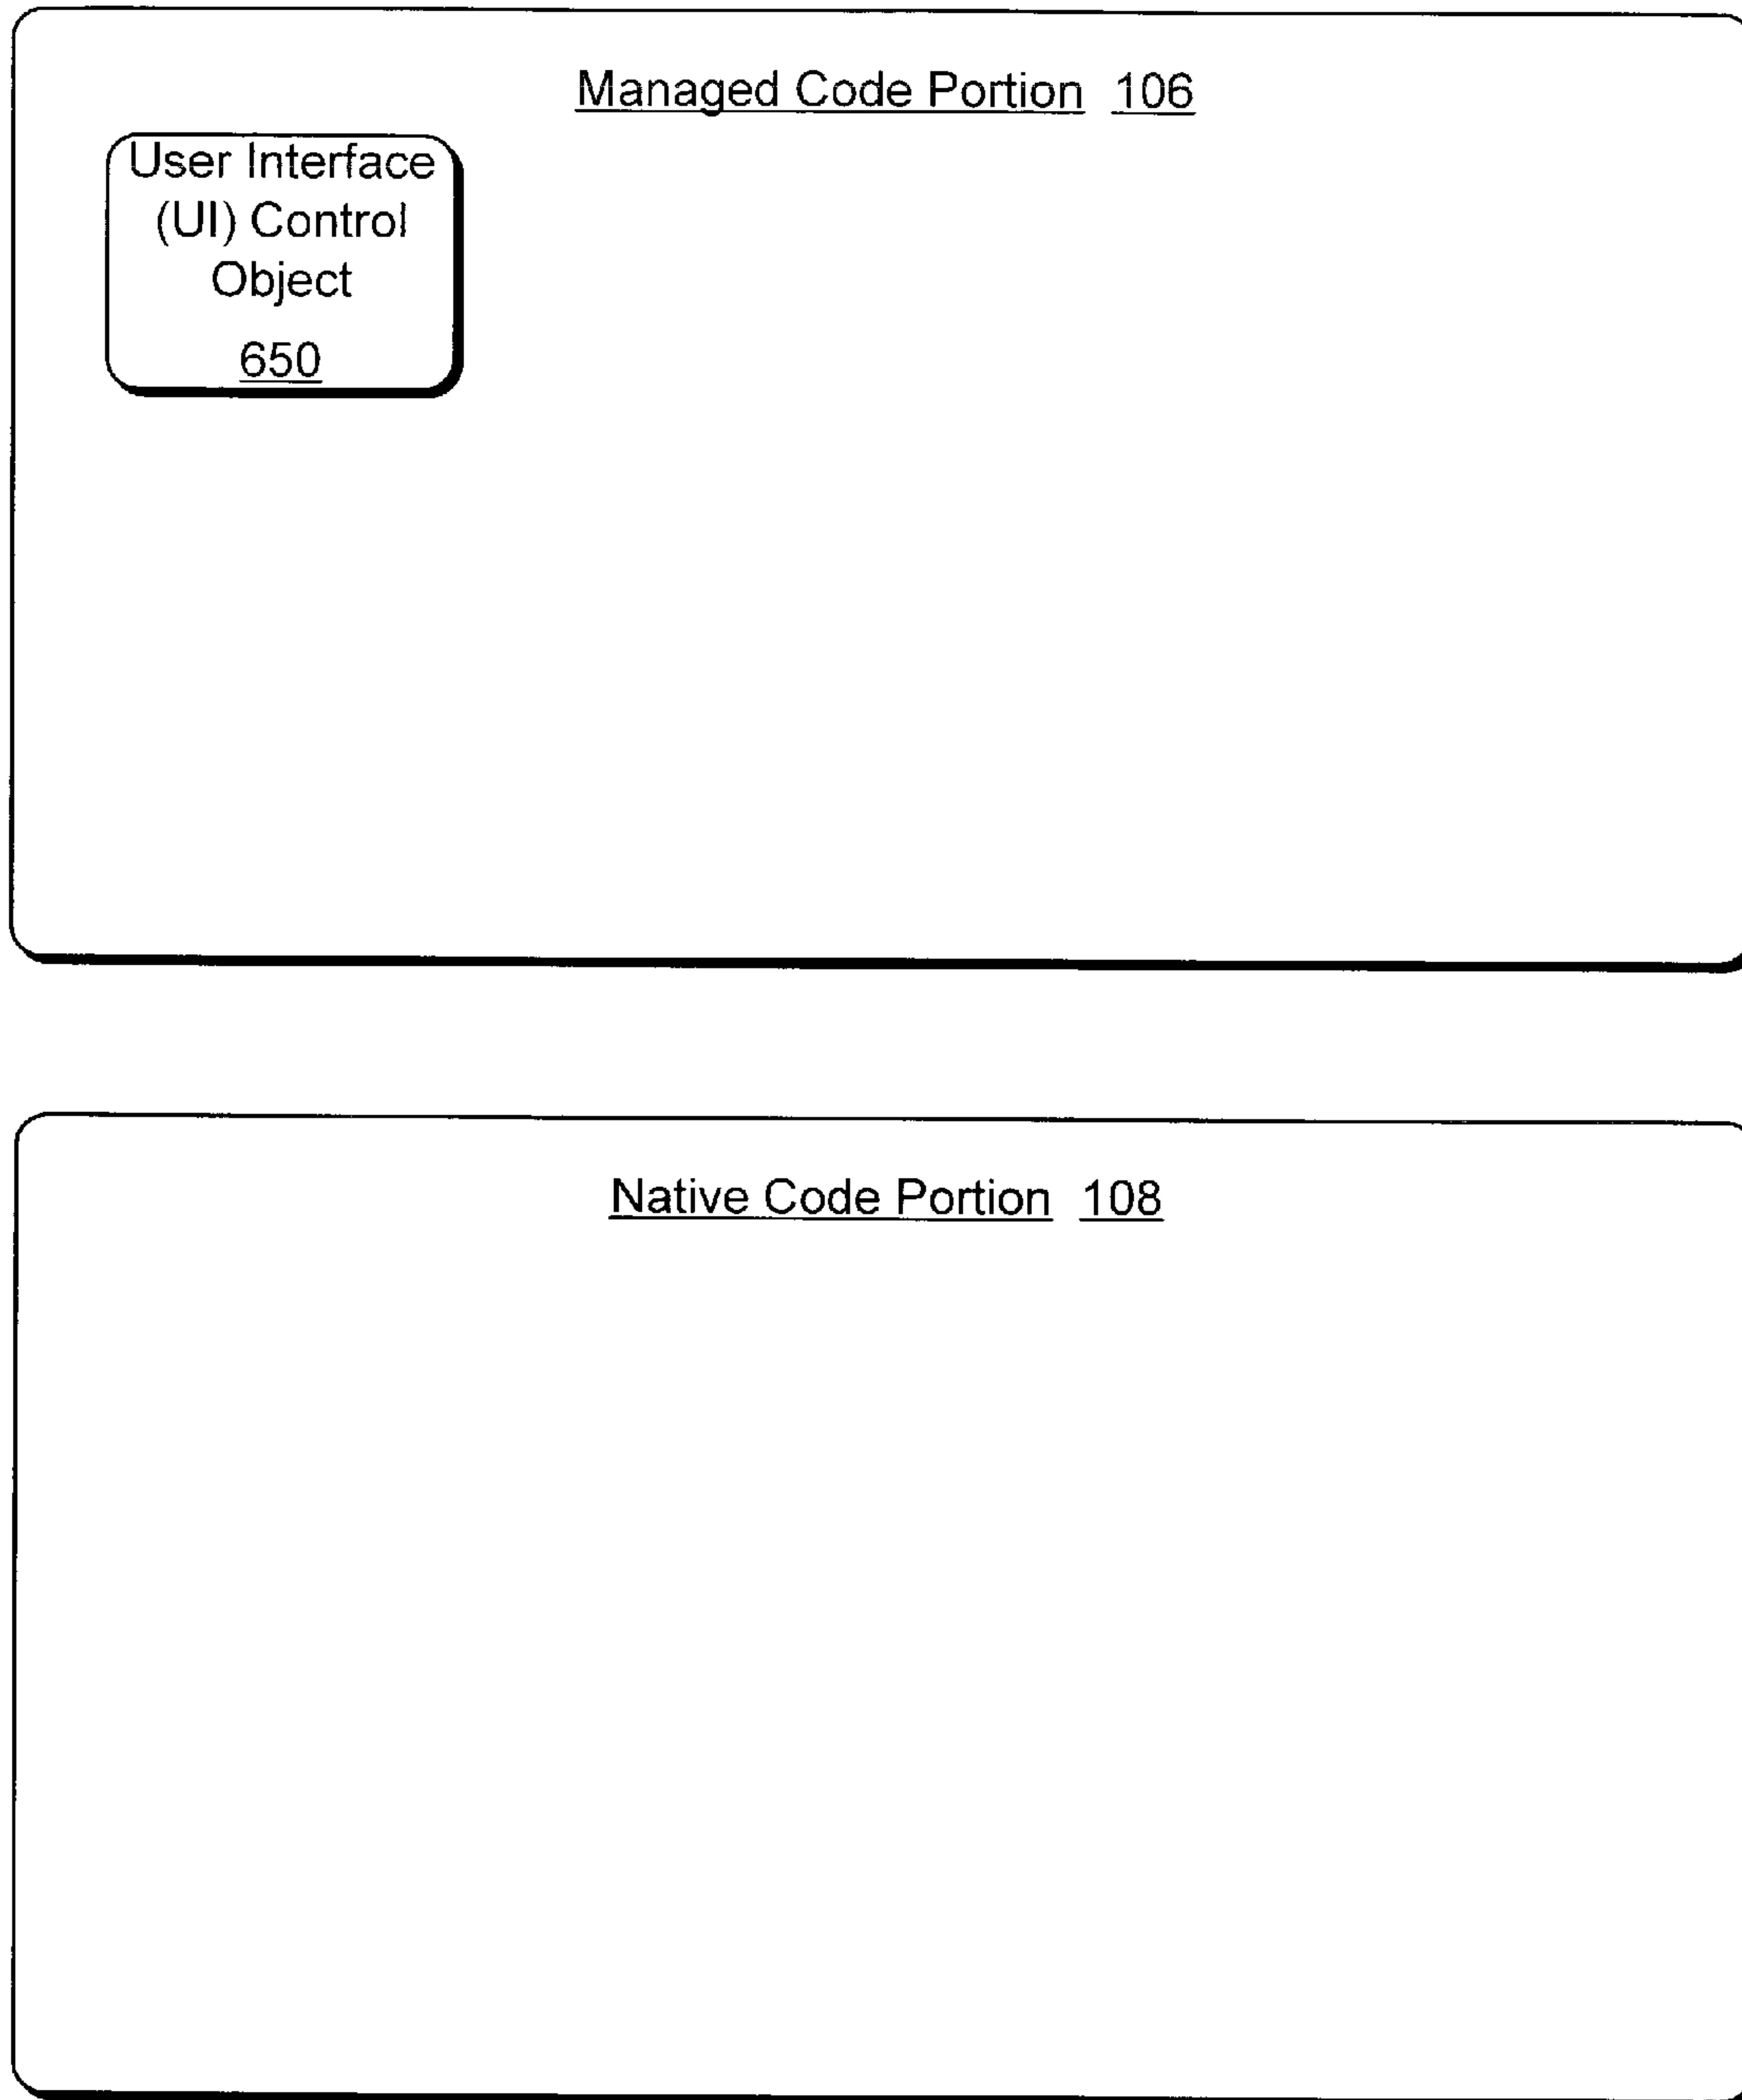 Managed Code Portion 106
User Interface
(UI) Control
Object
650
Native Code Portion 108